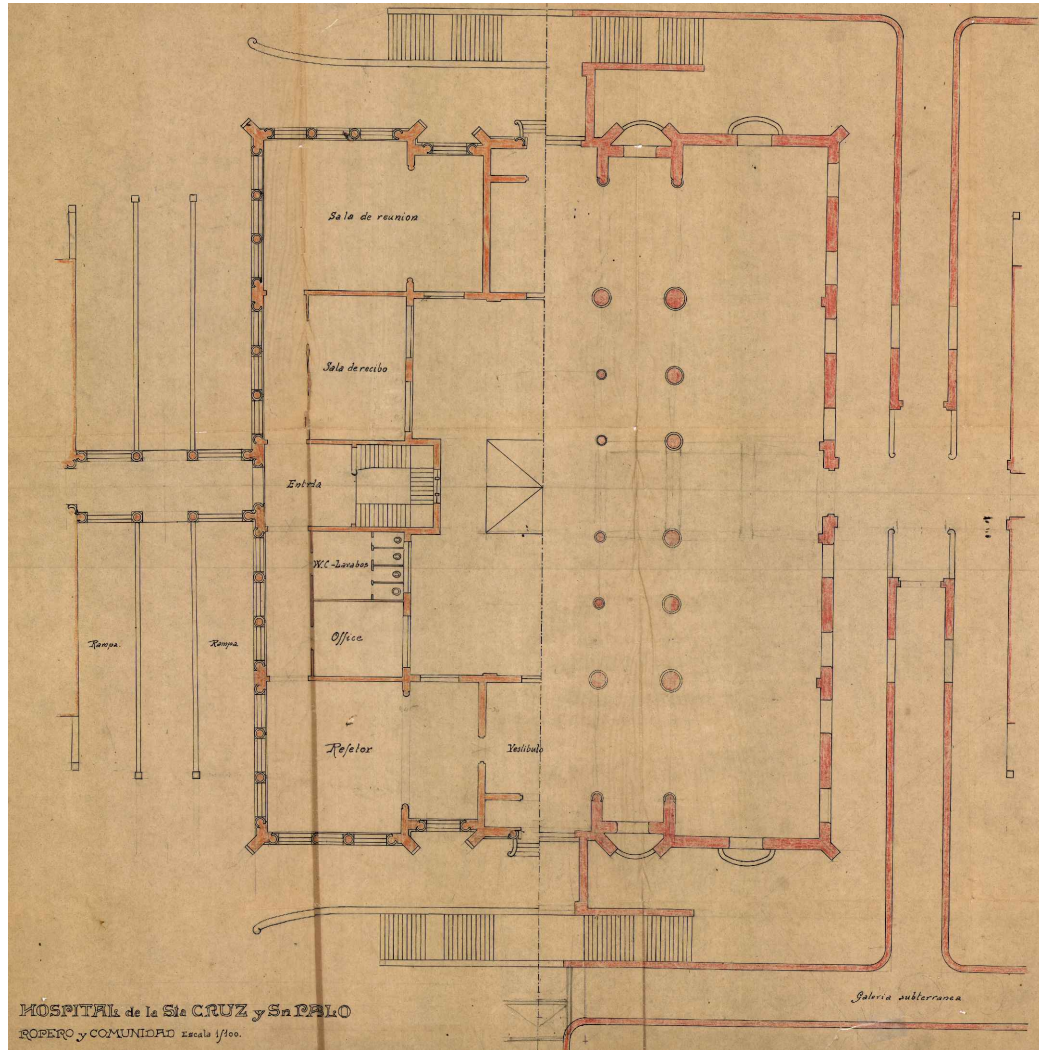 Sala de reunion
Sala de recibo
Entrda
W.C-Lavabos
Office
Rampa.
Rampa
Refetor
Vestibulo
Galeria subterranea
HOSPITAL de la Sta CRUZ y Sn PABLO
ROPERO y COMUNIDAD Escala 1/100.